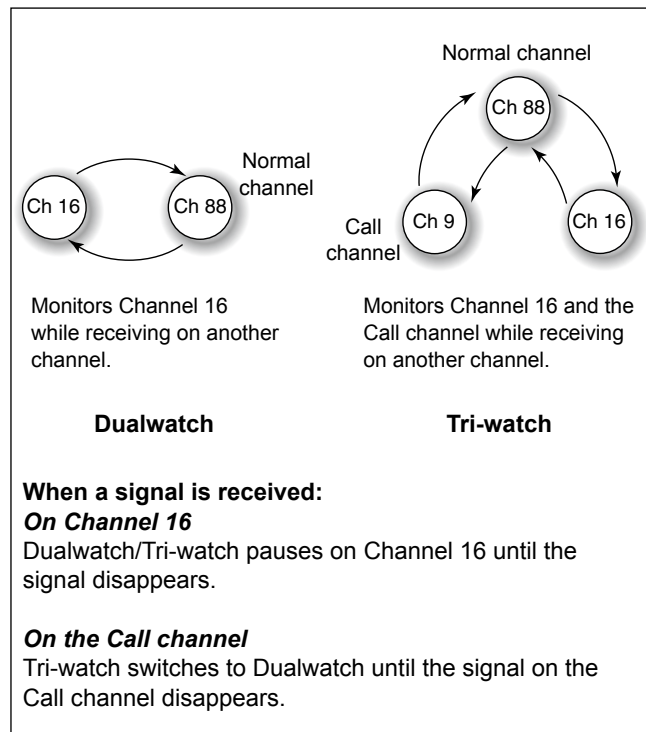 Normal channel
Ch 88
Ch 16
Ch 88
Normal
channel
Ch 9
Ch 16
Call
channel
Monitors Channel 16
while receiving on another
channel.
Monitors Channel 16 and the
Call channel while receiving
on another channel.
Dualwatch
Tri-watch
When a signal is received:
On Channel 16
Dualwatch/Tri-watch pauses on Channel 16 until the
signal disappears.
On the Call channel
Tri-watch switches to Dualwatch until the signal on the
Call channel disappears.